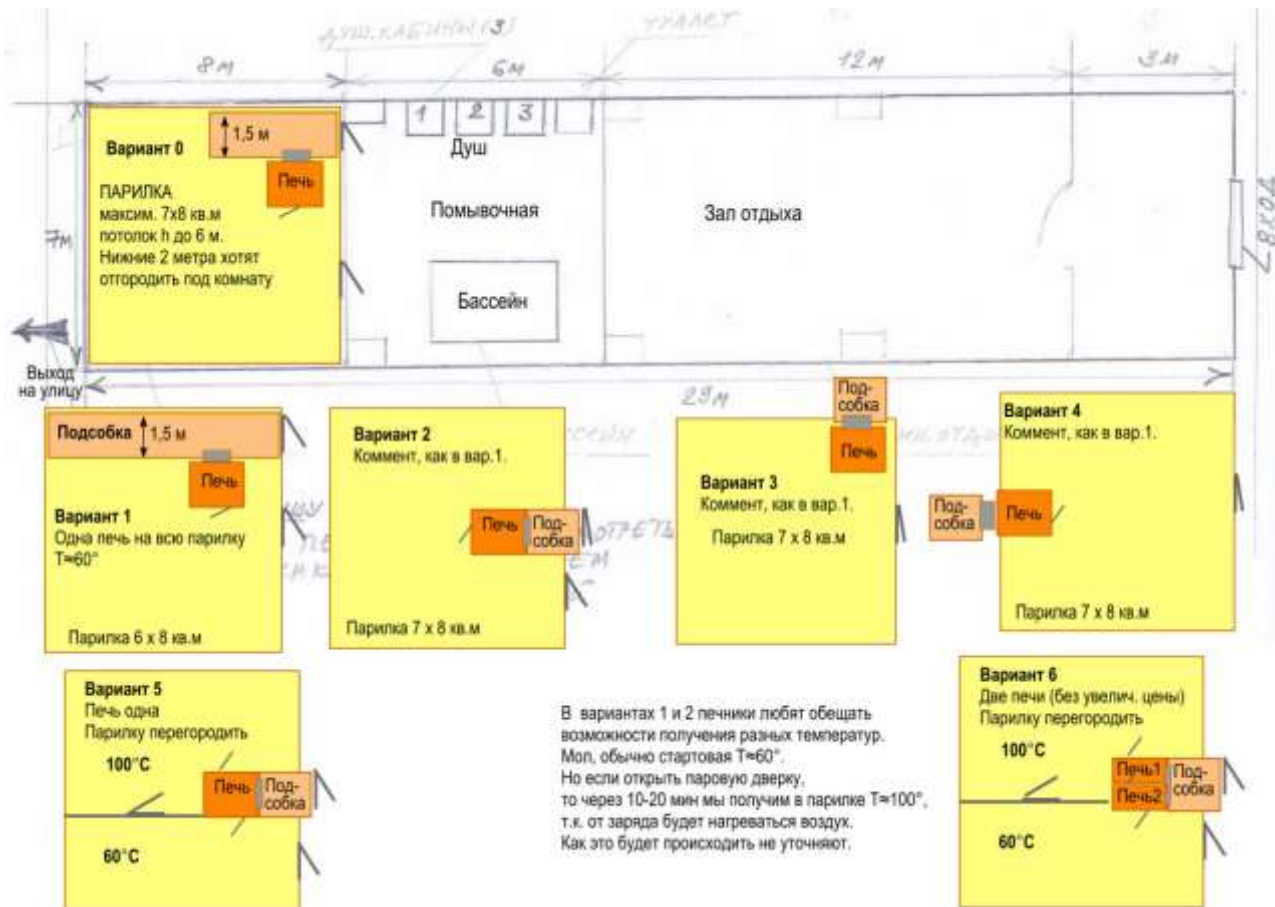 ДУШ.КАБИНЫ (3)
ТУАЛЕТ
8м
6м
12м
3м
1
2
3
1,5 м
Вариант 0
Печь
ПАРИЛКА
максим. 7х8 кв.м
потолок h до 6 м.
Нижние 2 метра хотят
отгородить под комнату
7м
Душ
Помывочная
Бассейн
Зал отдыха
ВХОД
Выход
на улицу
29м
Подсобка
1,5 м
Печь
Вариант 1
Одна печь на всю парилку
Т≈60°
Парилка 6 х 8 кв.м
Вариант 2
Коммент, как в вар.1.
Печь
Под-
собка
Парилка 7 х 8 кв.м
Под-
собка
Печь
Вариант 3
Коммент, как в вар.1.
Парилка 7 х 8 кв.м
Вариант 4
Коммент, как в вар.1.
Под-
собка
Печь
Парилка 7 х 8 кв.м
Вариант 5
Печь одна
Парилку перегородить
100°С
Печь
Под-
собка
60°С
В вариантах 1 и 2 печники любят обещать
возможности получения разных температур.
Мол, обычно стартовая Т≈60°.
Но если открыть паровую дверку,
то через 10-20 мин мы получим в парилке Т≈100°,
т.к. от заряда будет нагреваться воздух.
Как это будет происходить не уточняют.
Вариант 6
Две печи (без увелич. цены)
Парилку перегородить
100°С
Печь1
Печь2
Под-
собка
60°С